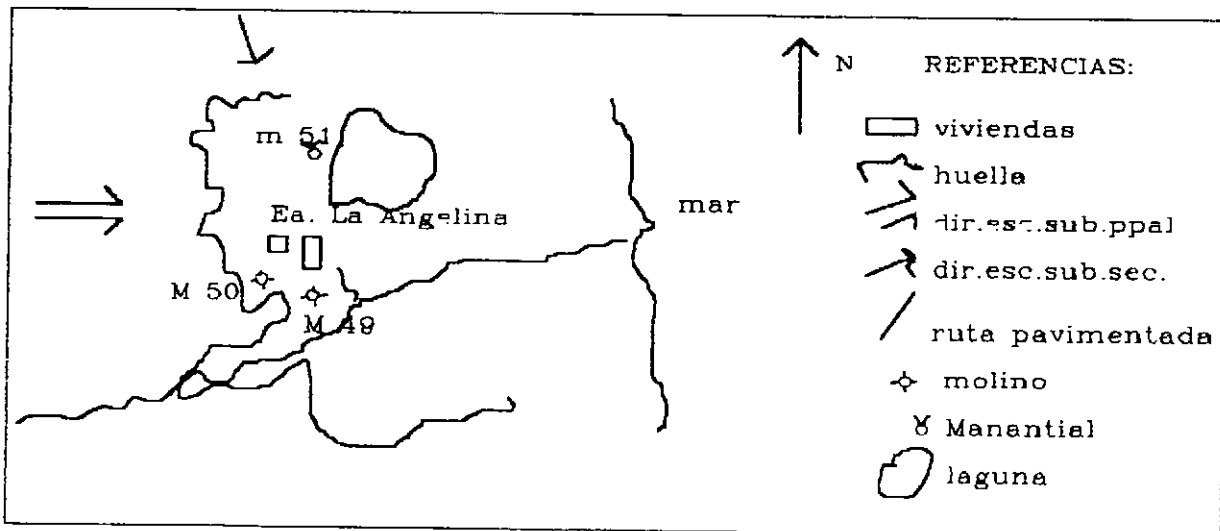 N
REFERENCIAS:
viviendas
huella
dir.esc.sub.ppal
dir.esc.sub.sec.
ruta pavimentada
molino
Manantial
laguna
m 51
Ea. La Angelina
mar
M 50
M 49